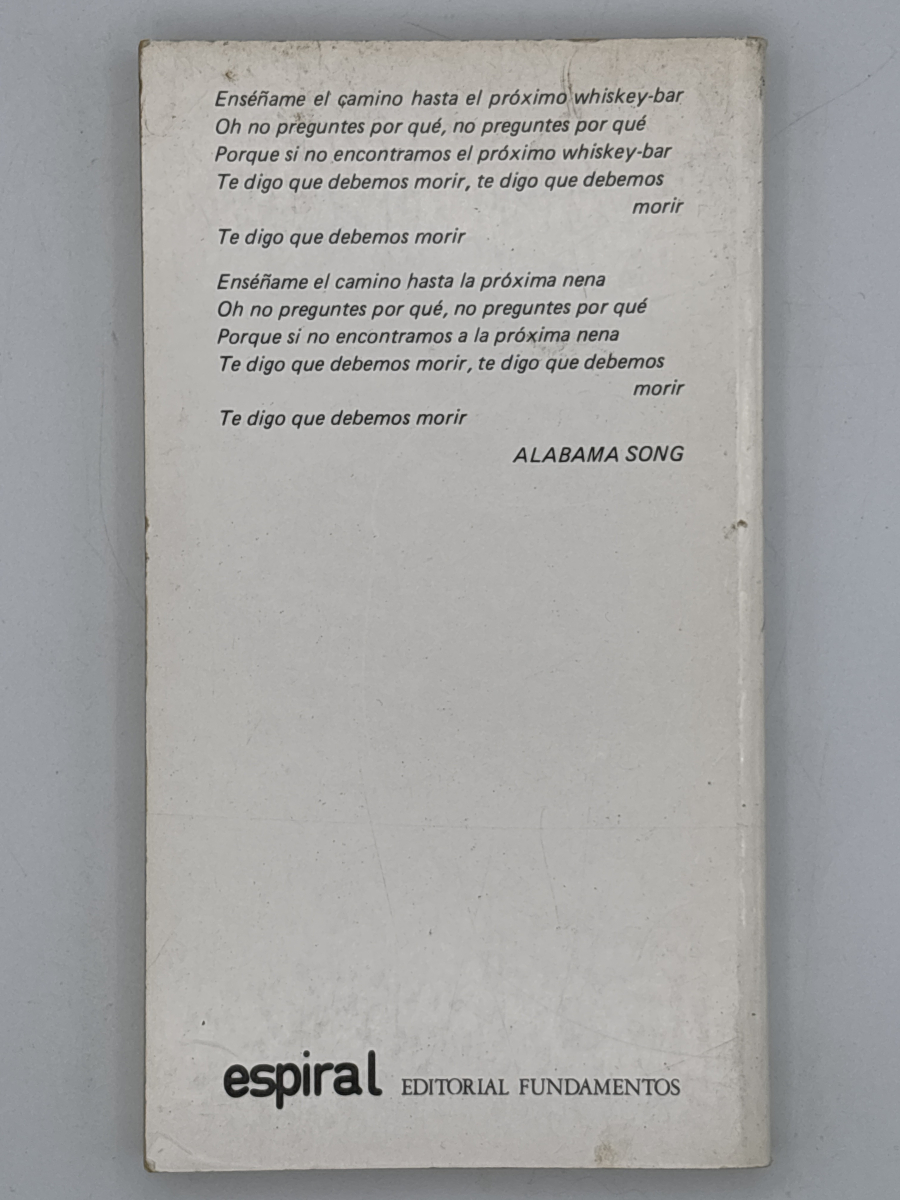 Enséñame el camino hasta el próximo whiskey-bar
Oh no preguntes por qué, no preguntes por qué
Porque si no encontramos el próximo whiskey-bar
Te digo que debemos morir, te digo que debemos
morir
Te digo que debemos morir
Enséñame el camino hasta la próxima nena
Oh no preguntes por qué, no preguntes por qué
Porque si no encontramos a la próxima nena
Te digo que debemos morir, te digo que debemos
morir
Te digo que debemos morir
ALABAMA SONG
espiral EDITORIAL FUNDAMENTOS